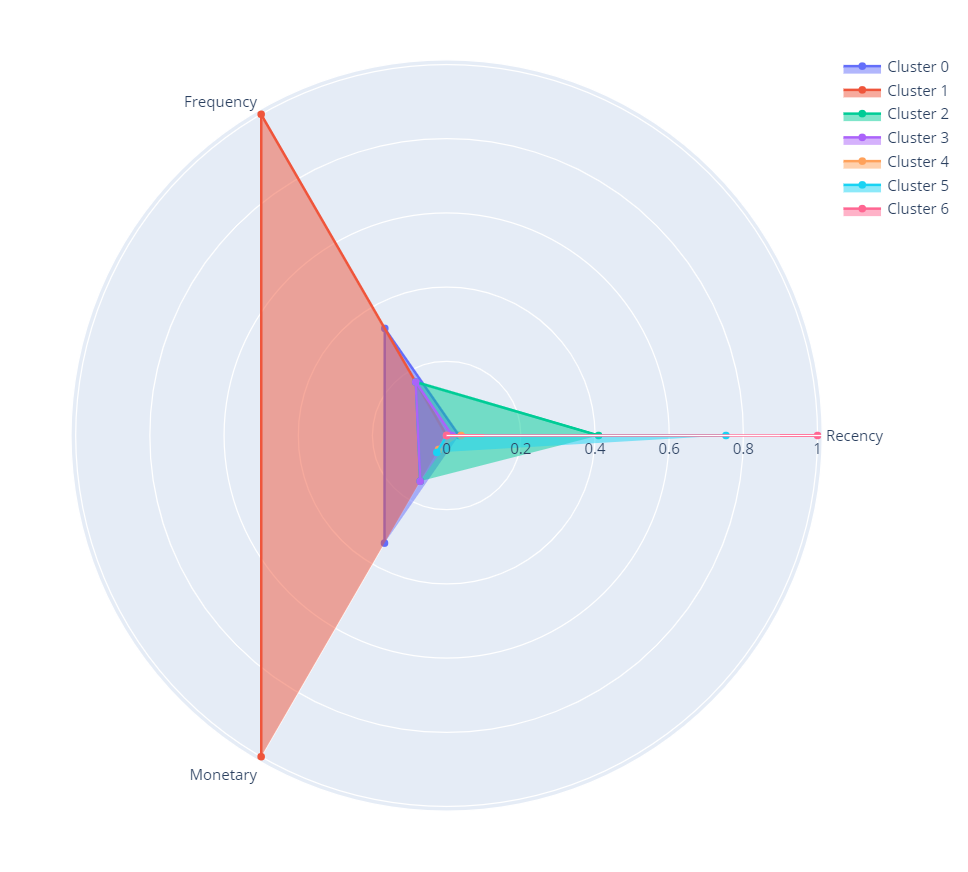 Cluster 0
Cluster 1
Cluster 2
Cluster 3
Cluster 4
Cluster 5
Cluster 6
Frequency
Recency
0 0.2 0.4 0.6 0.8 1
Monetary